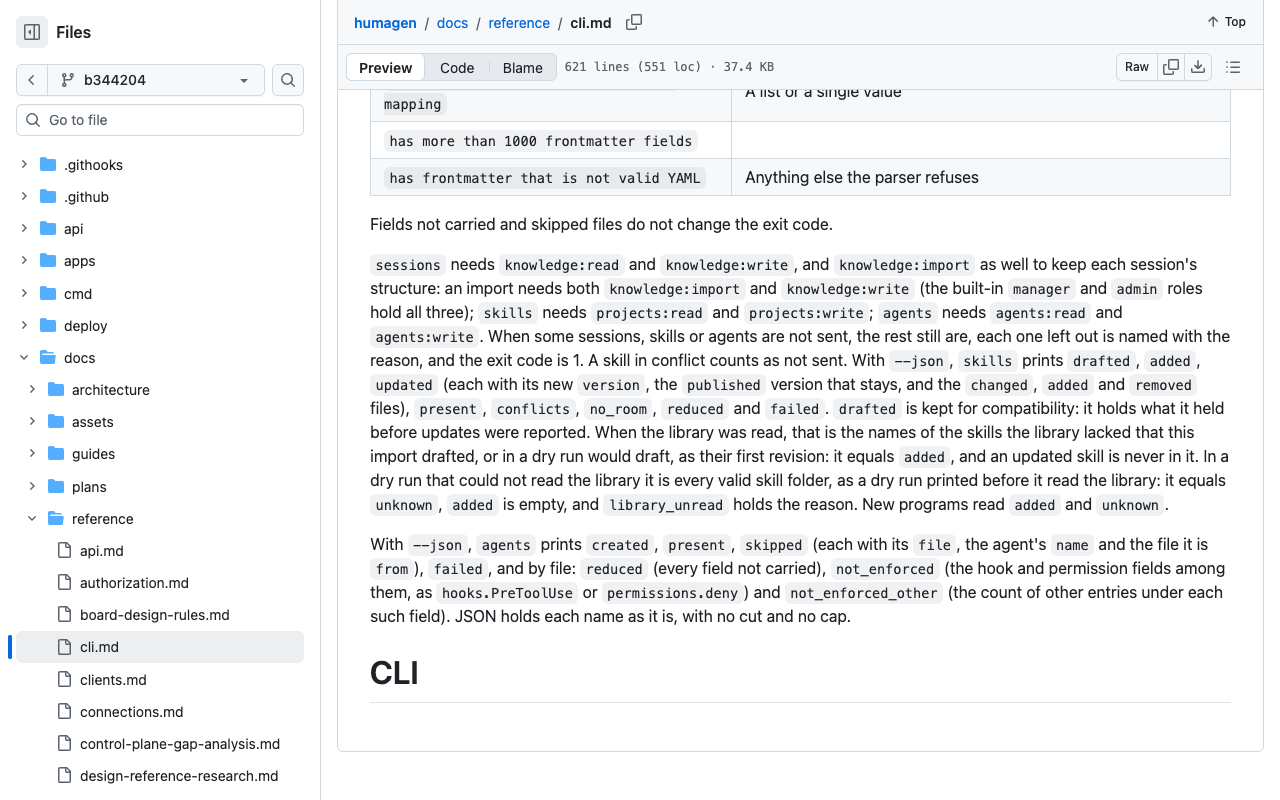 Files
humagen / docs / reference / cli.md
Top
b344204
Preview Code Blame 621 lines (551 loc) · 37.4 KB
Raw
Go to file
.githooks
.github
api
apps
cmd
deploy
docs
architecture
assets
guides
plans
reference
api.md
authorization.md
board-design-rules.md
cli.md
clients.md
connections.md
control-plane-gap-analysis.md
design-reference-research.md
mapping
A list or a single value
has more than 1000 frontmatter fields
has frontmatter that is not valid YAML
Anything else the parser refuses
Fields not carried and skipped files do not change the exit code.
sessions needs knowledge:read and knowledge:write , and knowledge:import as well to keep each session's
structure: an import needs both knowledge:import and knowledge:write (the built-in manager and admin roles
hold all three); skills needs projects:read and projects:write ; agents needs agents:read and
agents:write . When some sessions, skills or agents are not sent, the rest still are, each one left out is named with the
reason, and the exit code is 1. A skill in conflict counts as not sent. With --json , skills prints drafted , added ,
updated (each with its new version , the published version that stays, and the changed , added and removed
files), present , conflicts , no_room , reduced and failed . drafted is kept for compatibility: it holds what it held
before updates were reported. When the library was read, that is the names of the skills the library lacked that this
import drafted, or in a dry run would draft, as their first revision: it equals added , and an updated skill is never in it. In a
dry run that could not read the library it is every valid skill folder, as a dry run printed before it read the library: it equals
unknown , added is empty, and library_unread holds the reason. New programs read added and unknown .
With --json , agents prints created , present , skipped (each with its file , the agent's name and the file it is
from ), failed , and by file: reduced (every field not carried), not_enforced (the hook and permission fields among
them, as hooks.PreToolUse or permissions.deny ) and not_enforced_other (the count of other entries under each
such field). JSON holds each name as it is, with no cut and no cap.
CLI